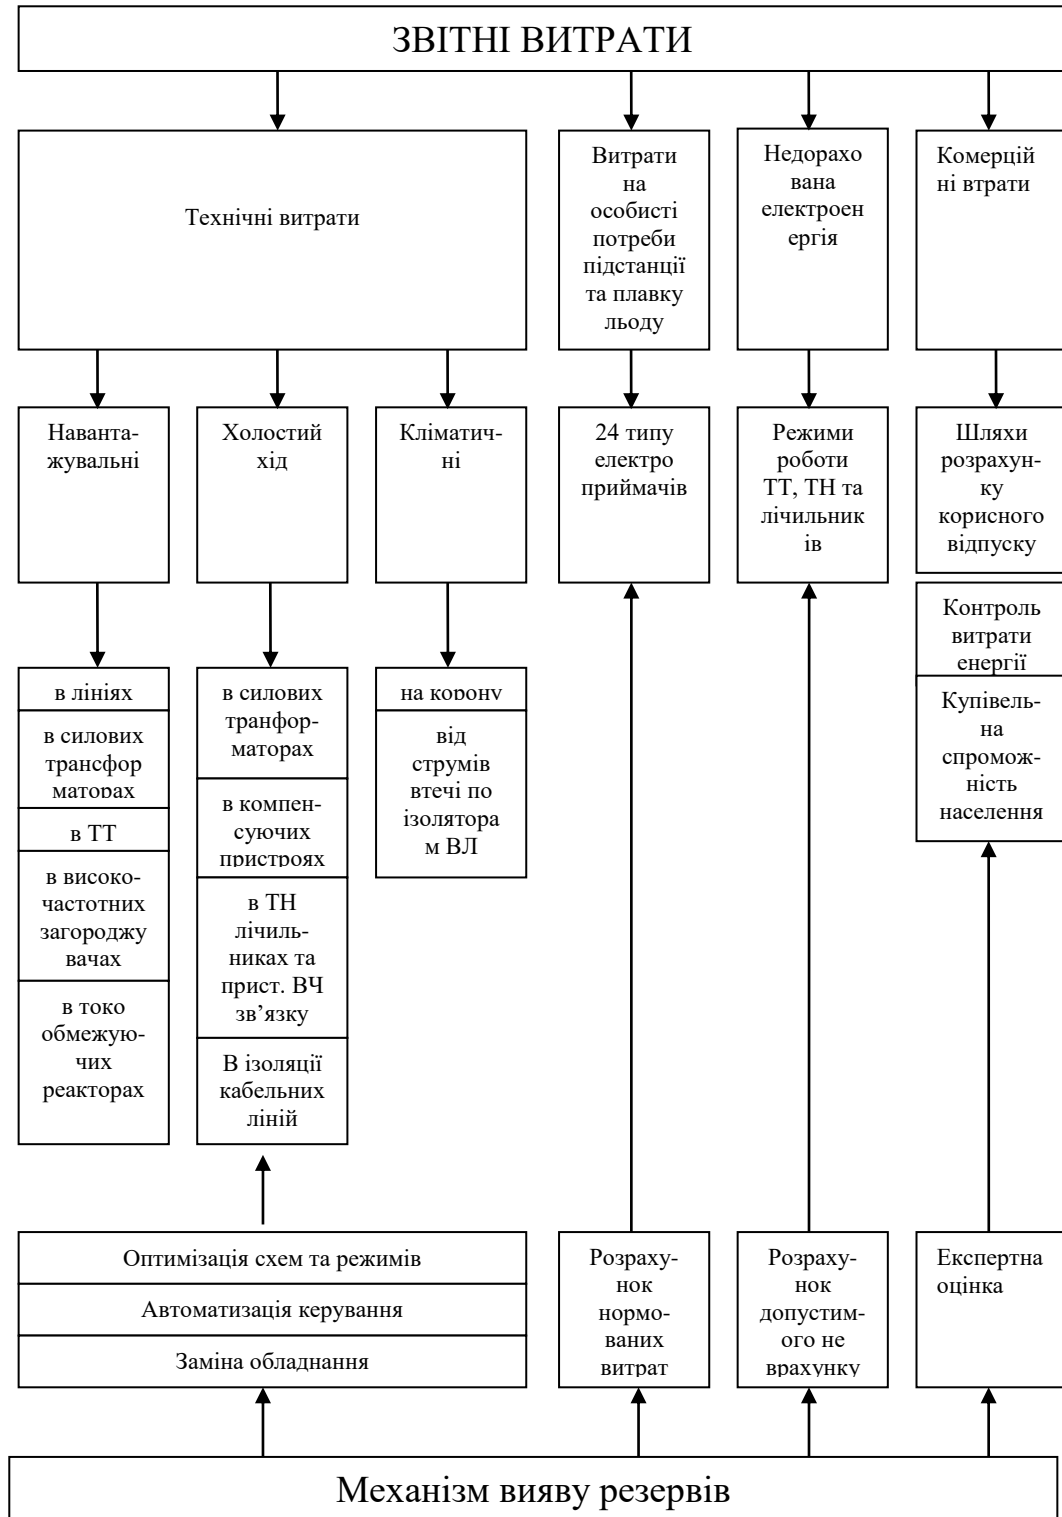 ЗВІТНІ ВИТРАТИ
Технічні витрати
Витрати
на
особисті
потреби
підстанції
та плавку
льоду
Недорахо
вана
електроен
ергія
Комерцій
ні втрати
Наванта-
жувальні
Холостий
хід
Кліматич-
ні
24 типу
електро
приймачів
Режими
роботи
ТТ, ТН та
лічильник
ів
Шляхи
розрахун-
ку
корисного
відпуску
Контроль
витрати
енергії
Купівель-
на
спромож-
ність
населення
в лініях
в силових
трансфор
маторах
в ТТ
в високо-
частотних
загороджу
вачах
в токо
обмежую-
чих
реакторах
в силових
транфор-
маторах
в компен-
суючих
пристроях
в ТН
лічиль-
никах та
прист. ВЧ
зв’язку
В ізоляції
кабельних
ліній
на корону
від
струмів
втечі по
ізолятора
м ВЛ
Оптимізація схем та режимів
Автоматизація керування
Заміна обладнання
Розраху-
нок
нормо-
ваних
витрат
Розраху-
нок
допустим-
ого не
врахунку
Експертна
оцінка
Механізм вияву резервів